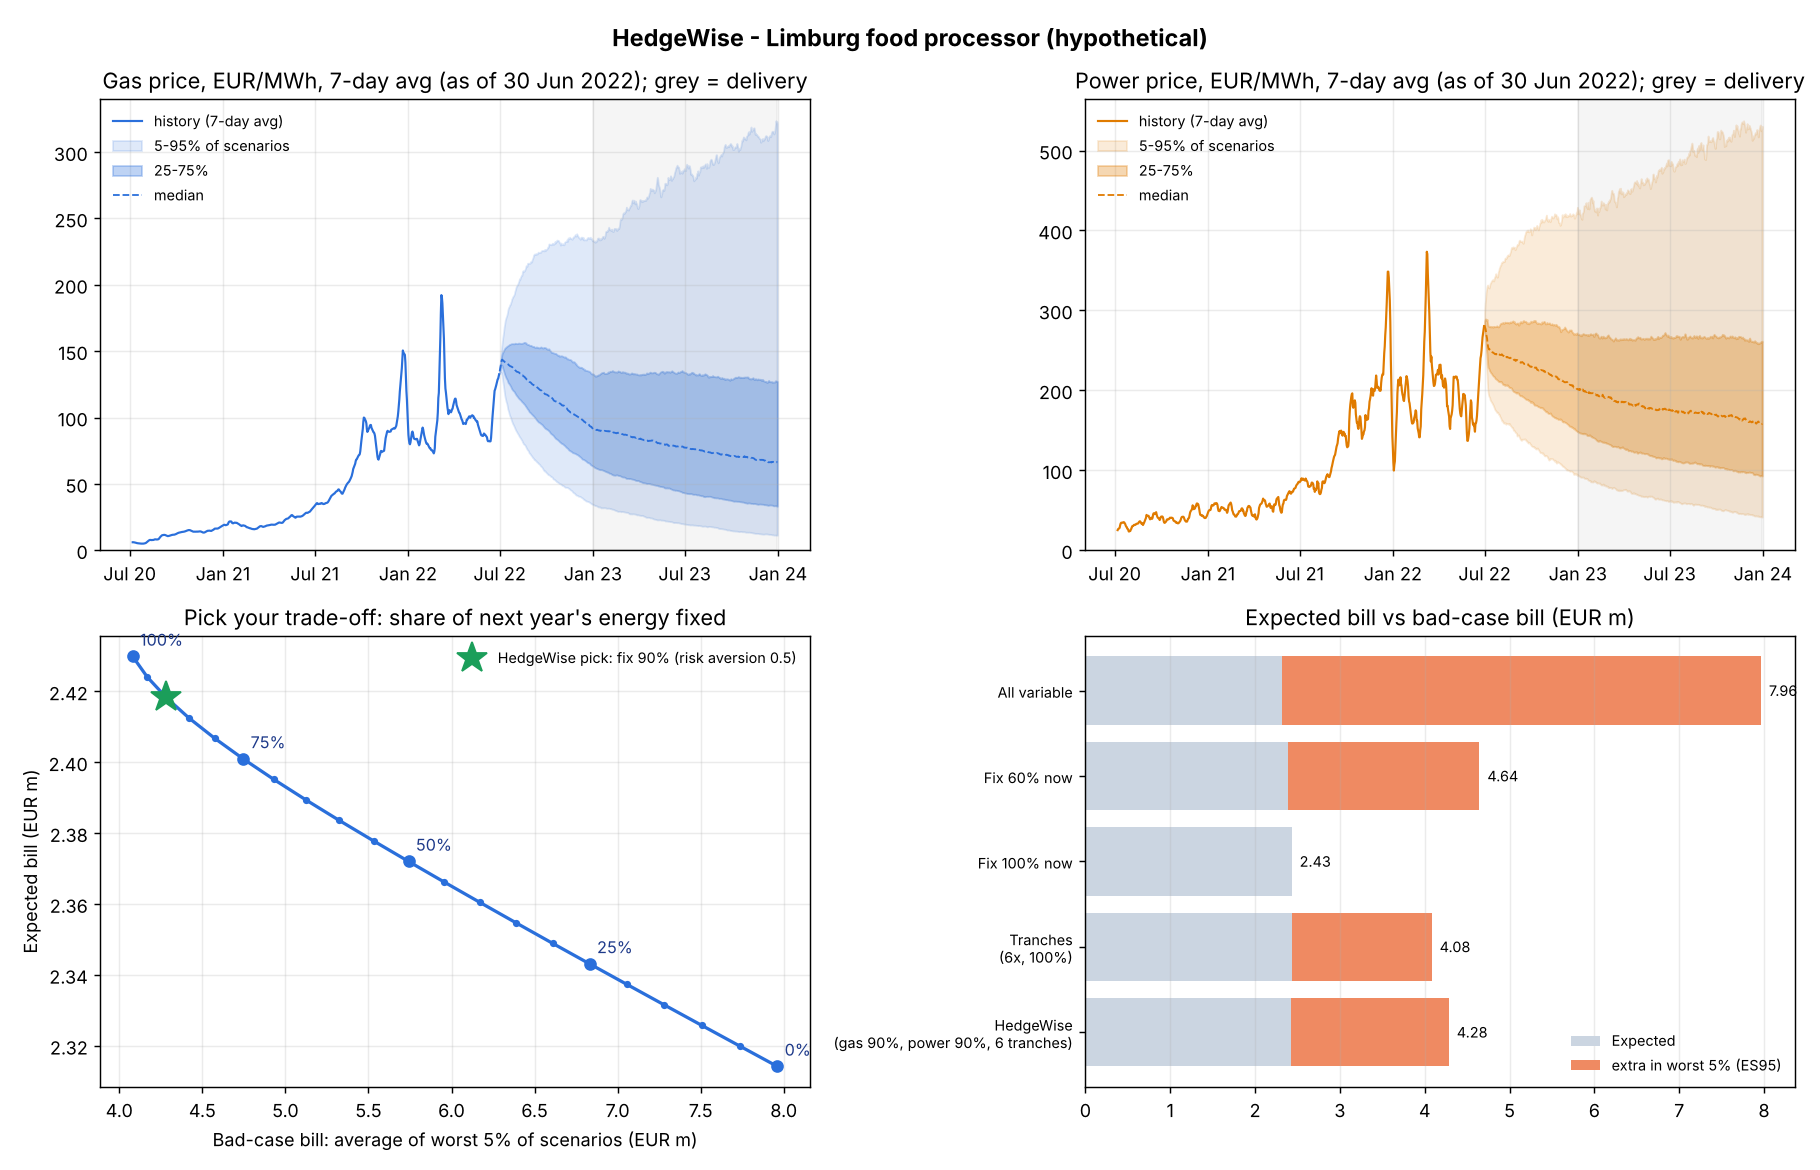 HedgeWise - Limburg food processor (hypothetical)
Gas price, EUR/MWh, 7-day avg (as of 30 Jun 2022); grey = delivery
history (7-day avg)
5-95% of scenarios
25-75%
median
300
250
200
150
100
50
0
Jul 20
Jan 21
Jul 21
Jan 22
Jul 22
Jan 23
Jul 23
Jan 24
Power price, EUR/MWh, 7-day avg (as of 30 Jun 2022); grey = delivery
history (7-day avg)
5-95% of scenarios
25-75%
median
500
400
300
200
100
0
Jul 20
Jan 21
Jul 21
Jan 22
Jul 22
Jan 23
Jul 23
Jan 24
Pick your trade-off: share of next year's energy fixed
100%
HedgeWise pick: fix 90% (risk aversion 0.5)
75%
50%
25%
0%
Expected bill (EUR m)
2.42
2.40
2.38
2.36
2.34
2.32
4.0
4.5
5.0
5.5
6.0
6.5
7.0
7.5
8.0
Bad-case bill: average of worst 5% of scenarios (EUR m)
Expected bill vs bad-case bill (EUR m)
All variable
7.96
Fix 60% now
4.64
Fix 100% now
2.43
Tranches
(6x, 100%)
4.08
HedgeWise
(gas 90%, power 90%, 6 tranches)
4.28
Expected
extra in worst 5% (ES95)
0
1
2
3
4
5
6
7
8